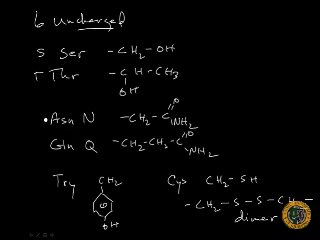 6 Uncharged
S Ser -CH2-OH
T Thr -CH-CH3
OH
• Asn N -CH2-C O NH2
Gln Q -CH2-CH2-C O NH2
Try CH2 Cys CH2-SH
OH
-CH2-S-S-CH2-
dimer